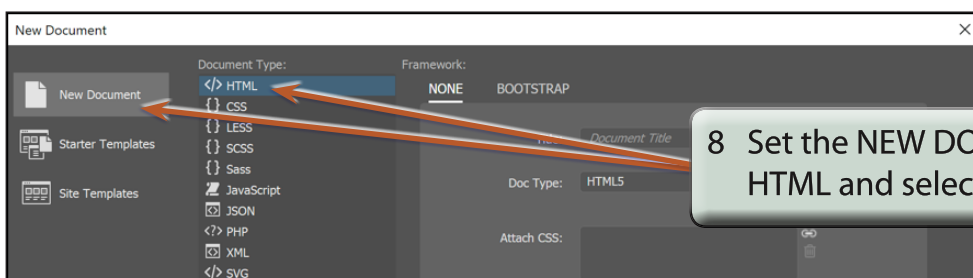 New Document
Document Type:
Framework:
New Document
Starter Templates
Site Templates
</> HTML
{} CSS
{} LESS
{} SCSS
{} Sass
JavaScript
JSON
<?> PHP
XML
</> SVG
NONE BOOTSTRAP
Document Title
Doc Type: HTML5
Attach CSS:
8 Set the NEW DO
HTML and selec